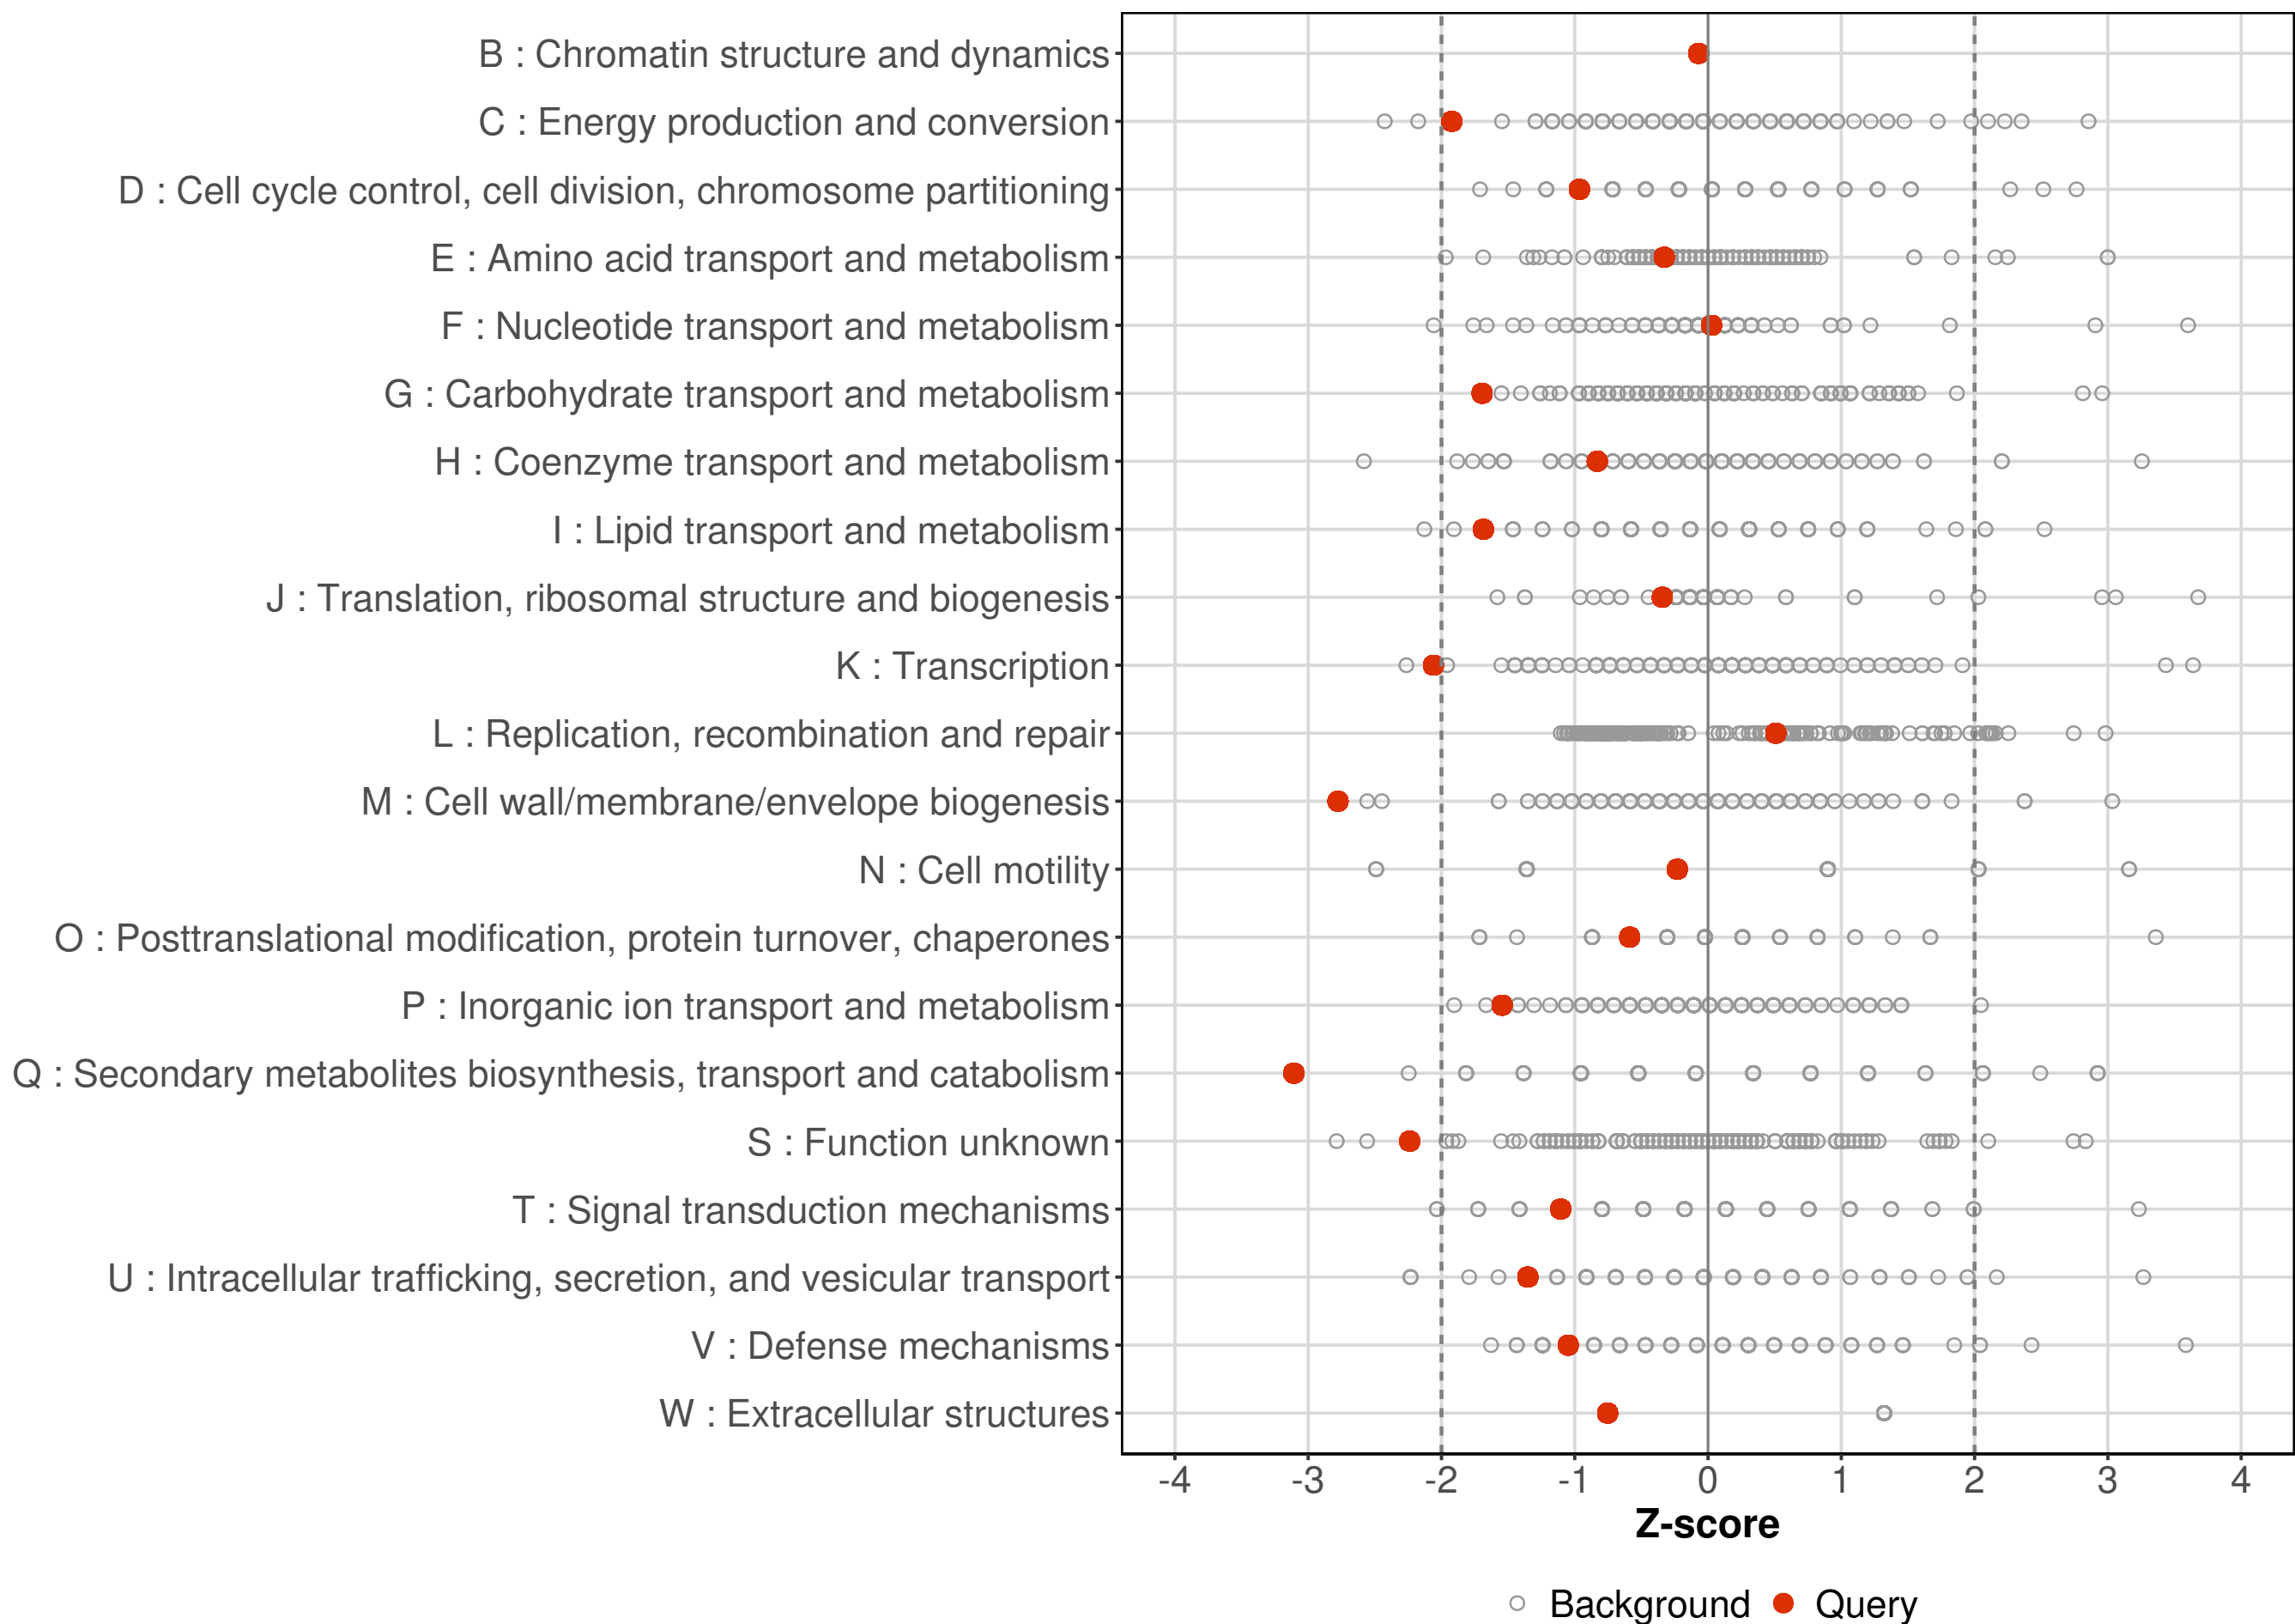 B : Chromatin structure and dynamics
C : Energy production and conversion
D : Cell cycle control, cell division, chromosome partitioning
E : Amino acid transport and metabolism
F : Nucleotide transport and metabolism
G : Carbohydrate transport and metabolism
H : Coenzyme transport and metabolism
I : Lipid transport and metabolism
J : Translation, ribosomal structure and biogenesis
K : Transcription
L : Replication, recombination and repair
M : Cell wall/membrane/envelope biogenesis
N : Cell motility
O : Posttranslational modification, protein turnover, chaperones
P : Inorganic ion transport and metabolism
Q : Secondary metabolites biosynthesis, transport and catabolism
S : Function unknown
T : Signal transduction mechanisms
U : Intracellular trafficking, secretion, and vesicular transport
V : Defense mechanisms
W : Extracellular structures
-4 -3 -2 -1 0 1 2 3 4
Z-score
Background Query